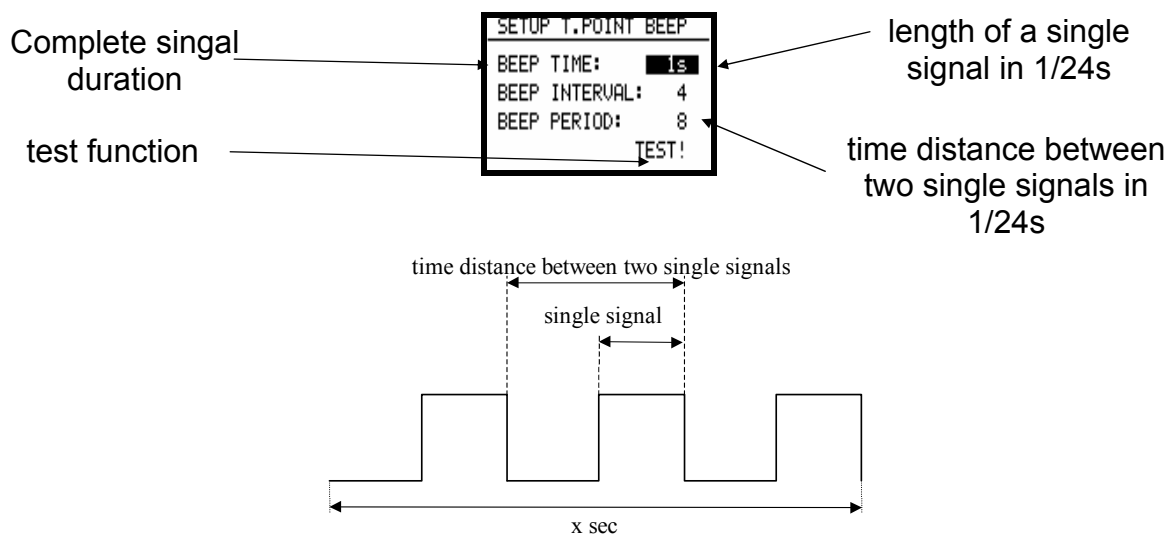 Complete singal
duration
test function
SETUP T.POINT BEEP
BEEP TIME: 1s
BEEP INTERVAL: 4
BEEP PERIOD: 8
TEST!
length of a single
signal in 1/24s
time distance between
two single signals in
1/24s
time distance between two single signals
single signal
x sec